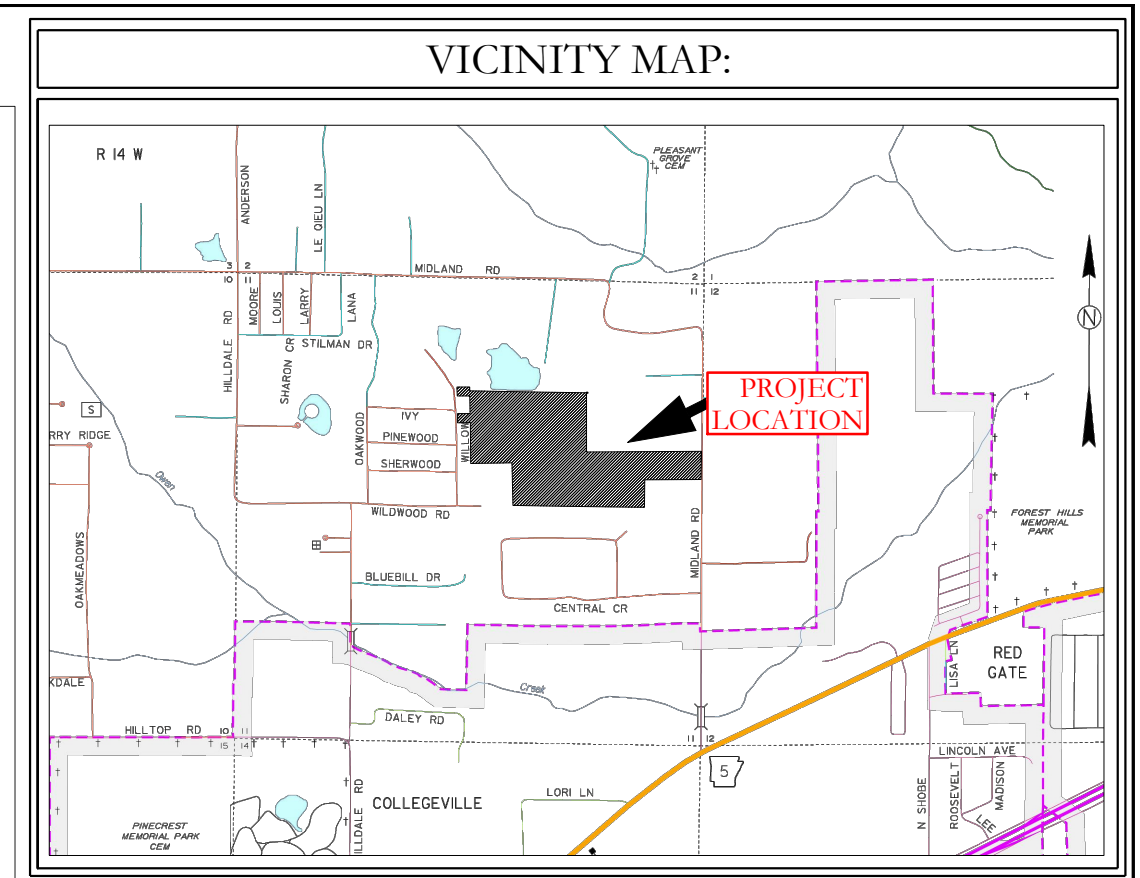 VICINITY MAP:
R 14 W
PLEASANT
GROVE
CEM
ANDERSON
LE QIEU LN
3 2
10 11
MIDLAND RD
2 1
11 12
HILLDALE RD
MOORE
LOUIS
LARRY
LANA
STILMAN DR
SHARON CR
N
PROJECT
LOCATION
S
RRY RIDGE
OAKWOOD
IVY
PINEWOOD
SHERWOOD
WILLOW
Owen
WILDWOOD RD
MIDLAND RD
FOREST HILLS
MEMORIAL
PARK
OAKMEADOWS
BLUEBILL DR
CENTRAL CR
LISA LN
RED
GATE
KDALE
Creek
DALEY RD
HILLTOP RD
10 11
15 14
11 12
5
LINCOLN AVE
LORI LN
COLLEGEVILLE
ILLDALE RD
N SHOBE
ROOSEVELT
MADISON
LEE
PINECREST
MEMORIAL PARK
CEM